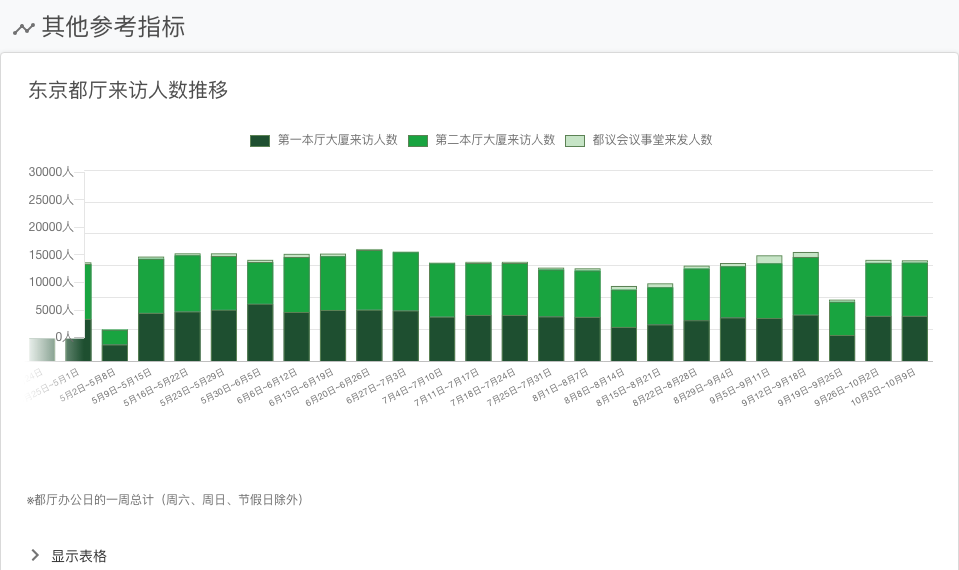 其他参考指标
东京都厅来访人数推移
第一本厅大厦来访人数 第二本厅大厦来访人数 都议会议事堂来发人数
30000人
25000人
20000人
15000人
10000人
5000人
0人
25日~5月1日
5月2日~5月8日
5月9日~5月15日
5月16日~5月22日
5月23日~5月29日
5月30日~6月5日
6月6日~6月12日
6月13日~6月19日
6月20日~6月26日
6月27日~7月3日
7月4日~7月10日
7月11日~7月17日
7月18日~7月24日
7月25日~7月31日
8月1日~8月7日
8月8日~8月14日
8月15日~8月21日
8月22日~8月28日
8月29日~9月4日
9月5日~9月11日
9月12日~9月18日
9月19日~9月25日
9月26日~10月2日
10月3日~10月9日
※都厅办公日的一周总计（周六、周日、节假日除外）
显示表格